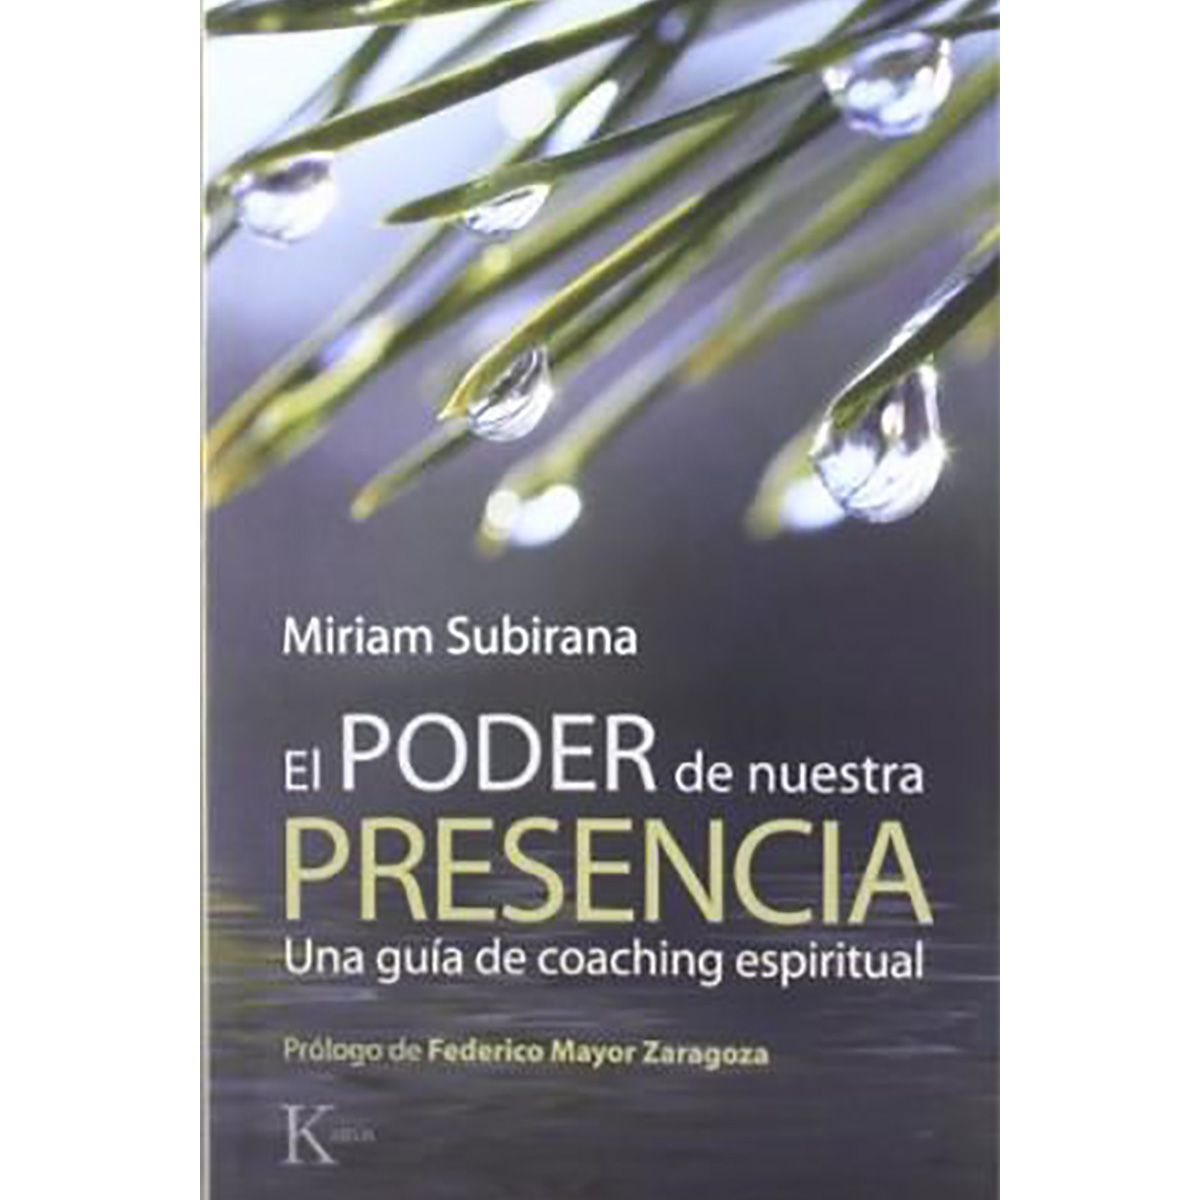 Miriam Subirana
El PODER de nuestra
PRESENCIA
Una guía de coaching espiritual
Prólogo de Federico Mayor Zaragoza
K